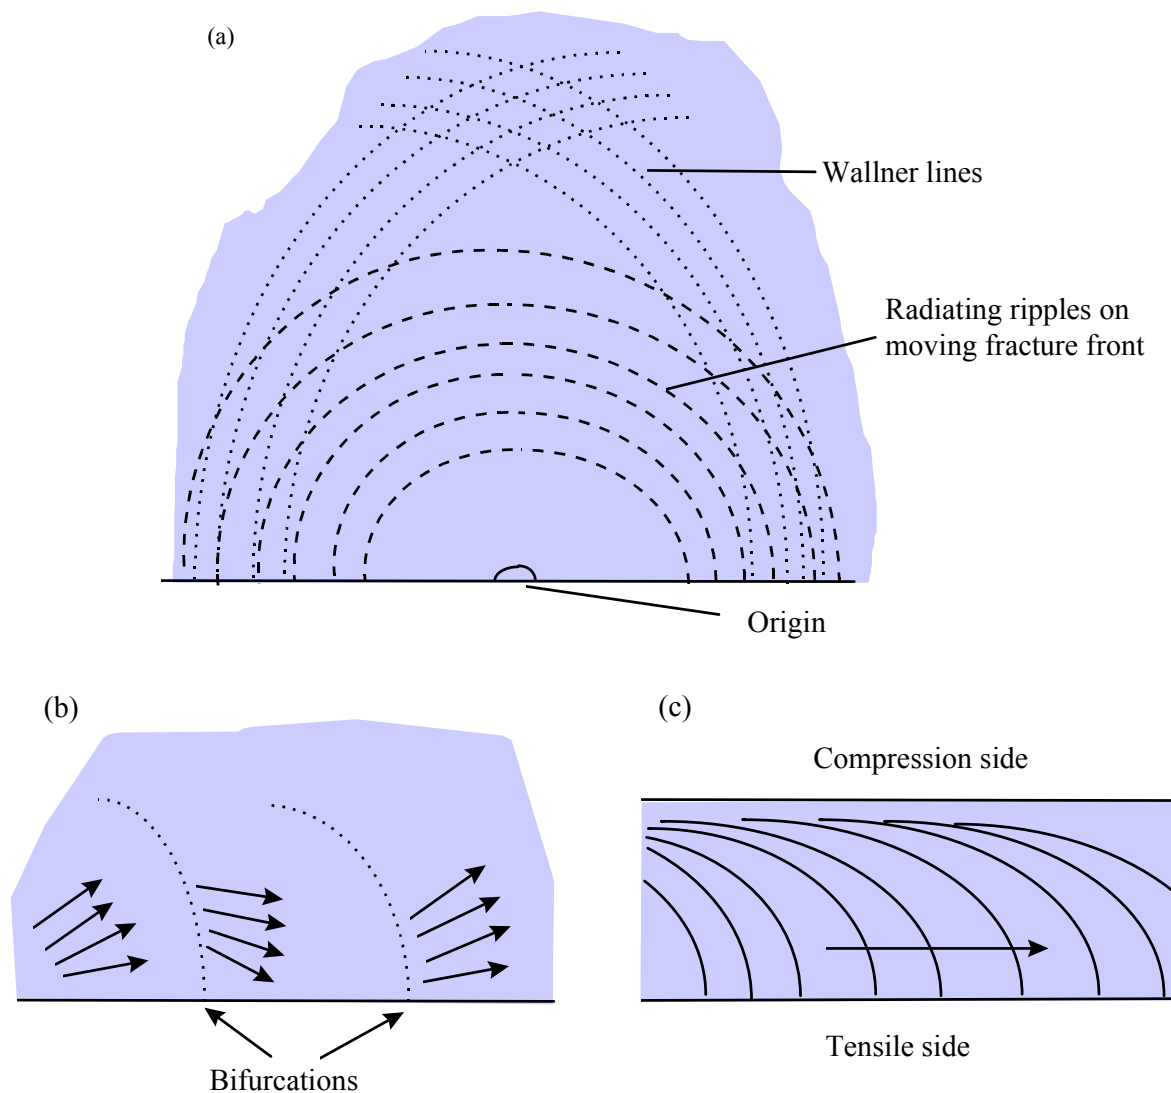 (a)
Wallner lines
Radiating ripples on
moving fracture front
Origin
(b)
(c)
Compression side
Tensile side
Bifurcations